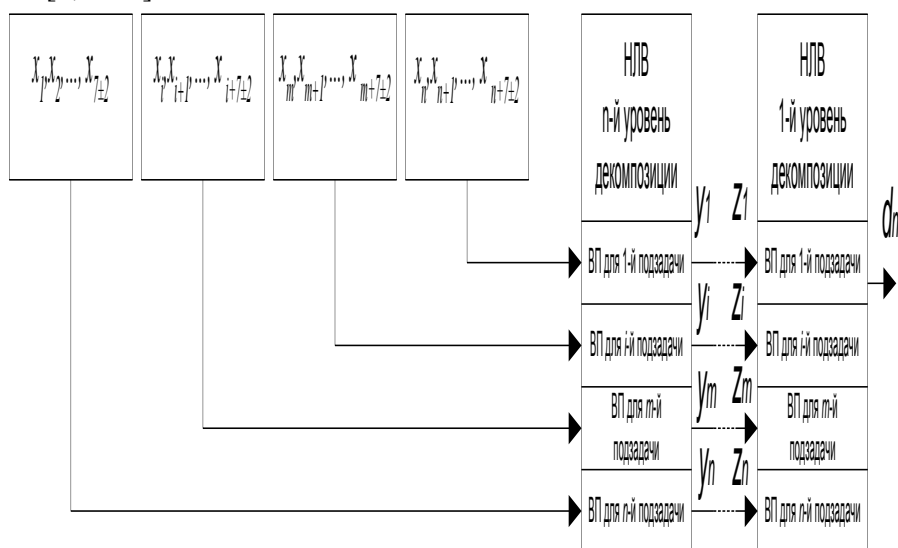 x1,x2,..., x7±2
xi,xi+1,..., xi+7±2
xm,xm+1,..., xm+7±2
xn,xn+1,..., xn+7±2
НЛВ
n-й уровень
декомпозиции
НЛВ
1-й уровень
декомпозиции
y1 z1
dn
ВП для 1-й подзадачи
ВП для 1-й подзадачи
yi zi
ВП для i-й подзадачи
ВП для i-й подзадачи
ym zm
ВП для m-й
подзадачи
ВП для m-й
подзадачи
yn zn
ВП для n-й подзадачи
ВП для n-й подзадачи